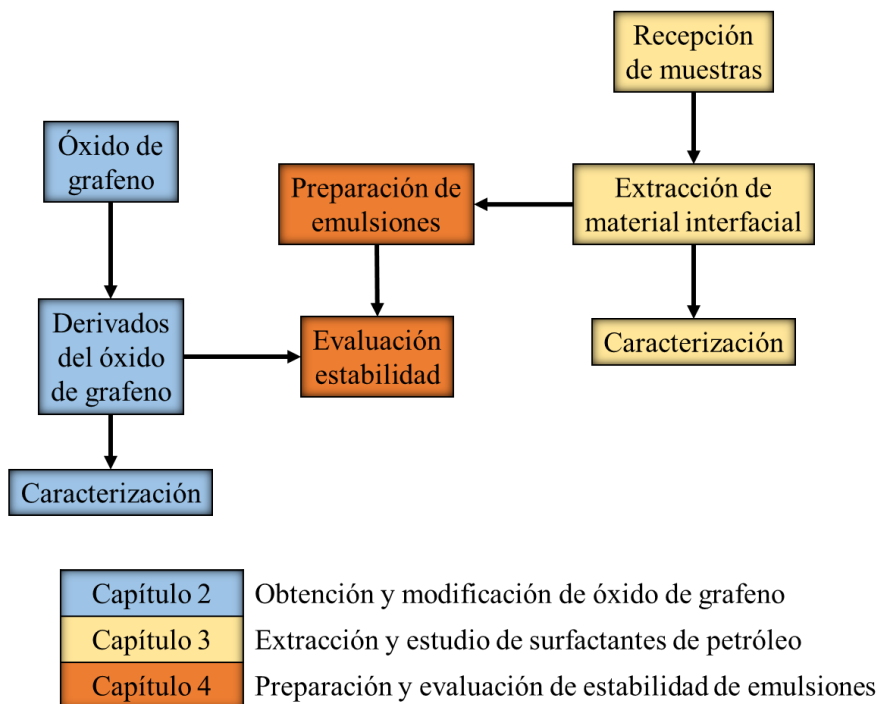 Recepción
de muestras
Óxido de
grafeno
Preparación de
emulsiones
Extracción de
material interfacial
Derivados
del óxido
de grafeno
Evaluación
estabilidad
Caracterización
Caracterización
Capítulo 2 Obtención y modificación de óxido de grafeno
Capítulo 3 Extracción y estudio de surfactantes de petróleo
Capítulo 4 Preparación y evaluación de estabilidad de emulsiones